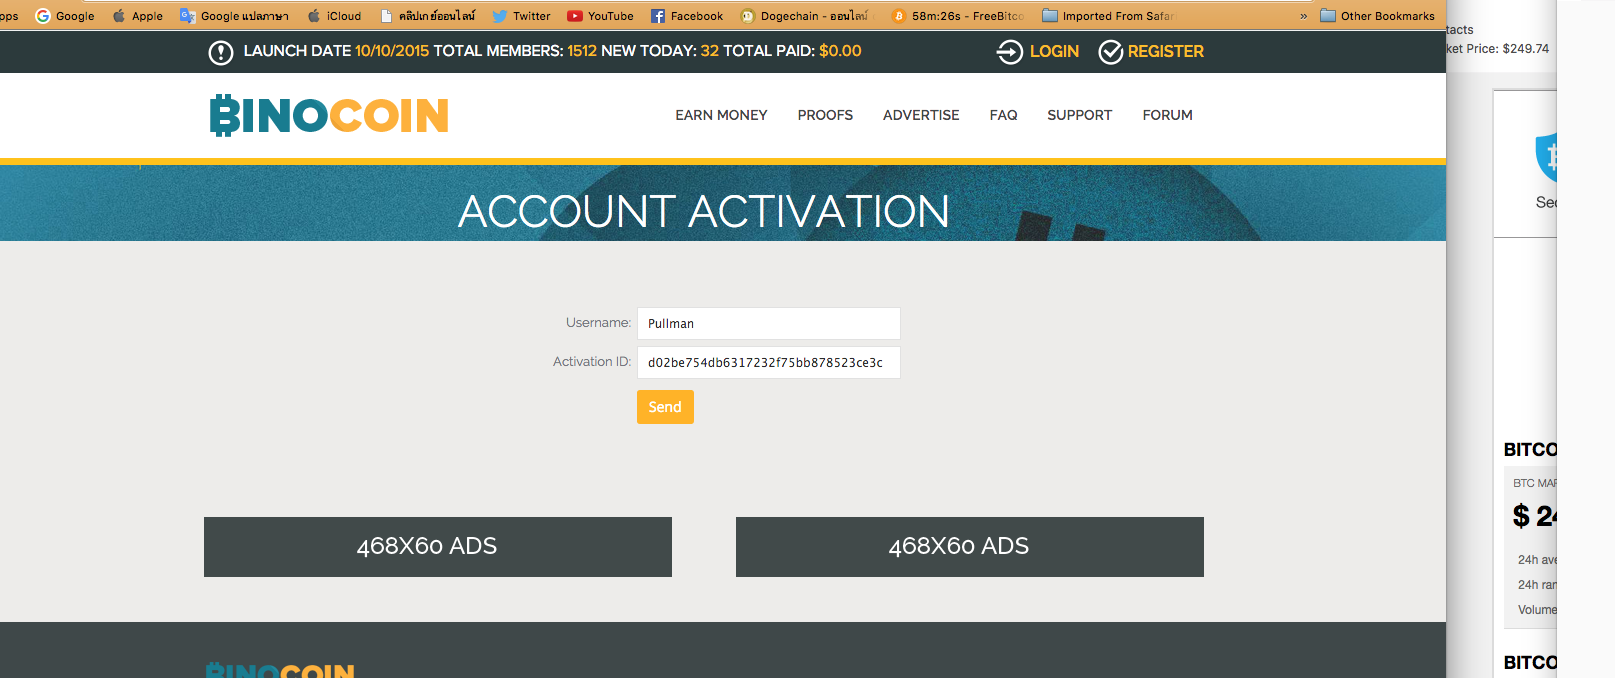 pps Google Apple Google แปลภาษา iCloud คลิปเกย์ออนไลน์ Twitter YouTube Facebook Dogechain - ออนไลน์ 58m:26s - FreeBitco Imported From Safari » Other Bookmarks
LAUNCH DATE 10/10/2015 TOTAL MEMBERS: 1512 NEW TODAY: 32 TOTAL PAID: $0.00 LOGIN REGISTER
BINOCOIN
EARN MONEY PROOFS ADVERTISE FAQ SUPPORT FORUM
ACCOUNT ACTIVATION
Username: Pullman
Activation ID: d02be754db6317232f75bb878523ce3c
Send
468X60 ADS 468X60 ADS
BINOCOIN
tacts
ket Price: $249.74
Sec
BITCO
BTC MAR
$ 24
24h ave
24h ran
Volume
BITCO